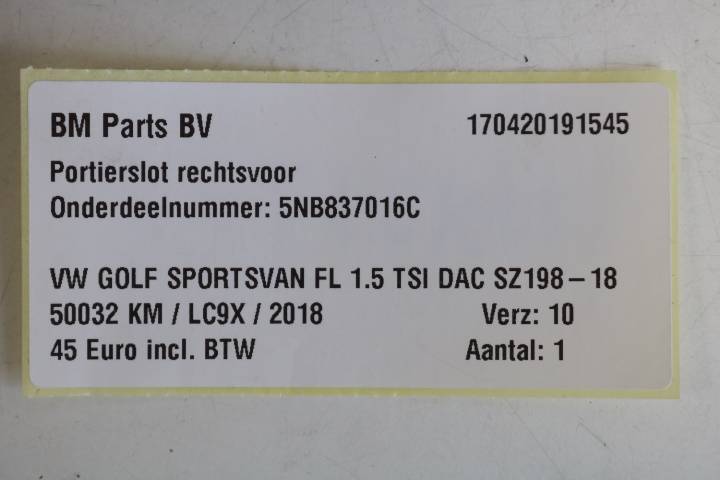 BM Parts BV 170420191545
Portierslot rechtsvoor
Onderdeelnummer: 5NB837016C
VW GOLF SPORTSVAN FL 1.5 TSI DAC SZ198-18
50032 KM / LC9X / 2018 Verz: 10
45 Euro incl. BTW Aantal: 1